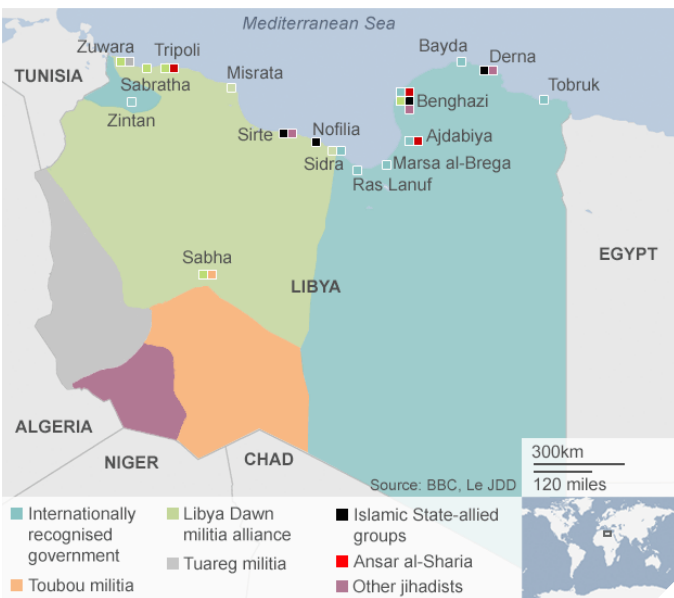 Mediterranean Sea
Zuwara
Tripoli
Bayda
Derna
TUNISIA
Sabratha
Misrata
Tobruk
Zintan
Benghazi
Sirte
Nofilia
Ajdabiya
Sidra
Marsa al-Brega
Ras Lanuf
EGYPT
Sabha
LIBYA
ALGERIA
NIGER
CHAD
300km
120 miles
Source: BBC, Le JDD
Internationally
recognised
government
Toubou militia
Libya Dawn
militia alliance
Tuareg militia
Islamic State-allied
groups
Ansar al-Sharia
Other jihadists